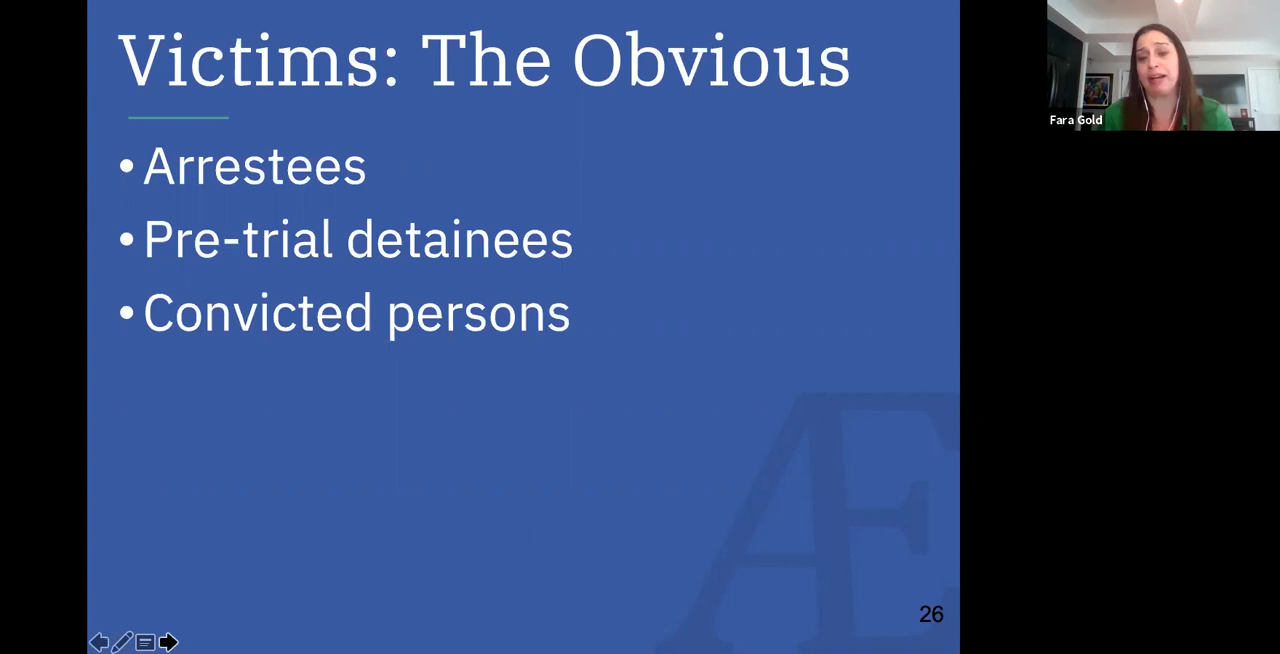 Victims: The Obvious
• Arrestees
• Pre-trial detainees
• Convicted persons
Æ
26
Fara Gold